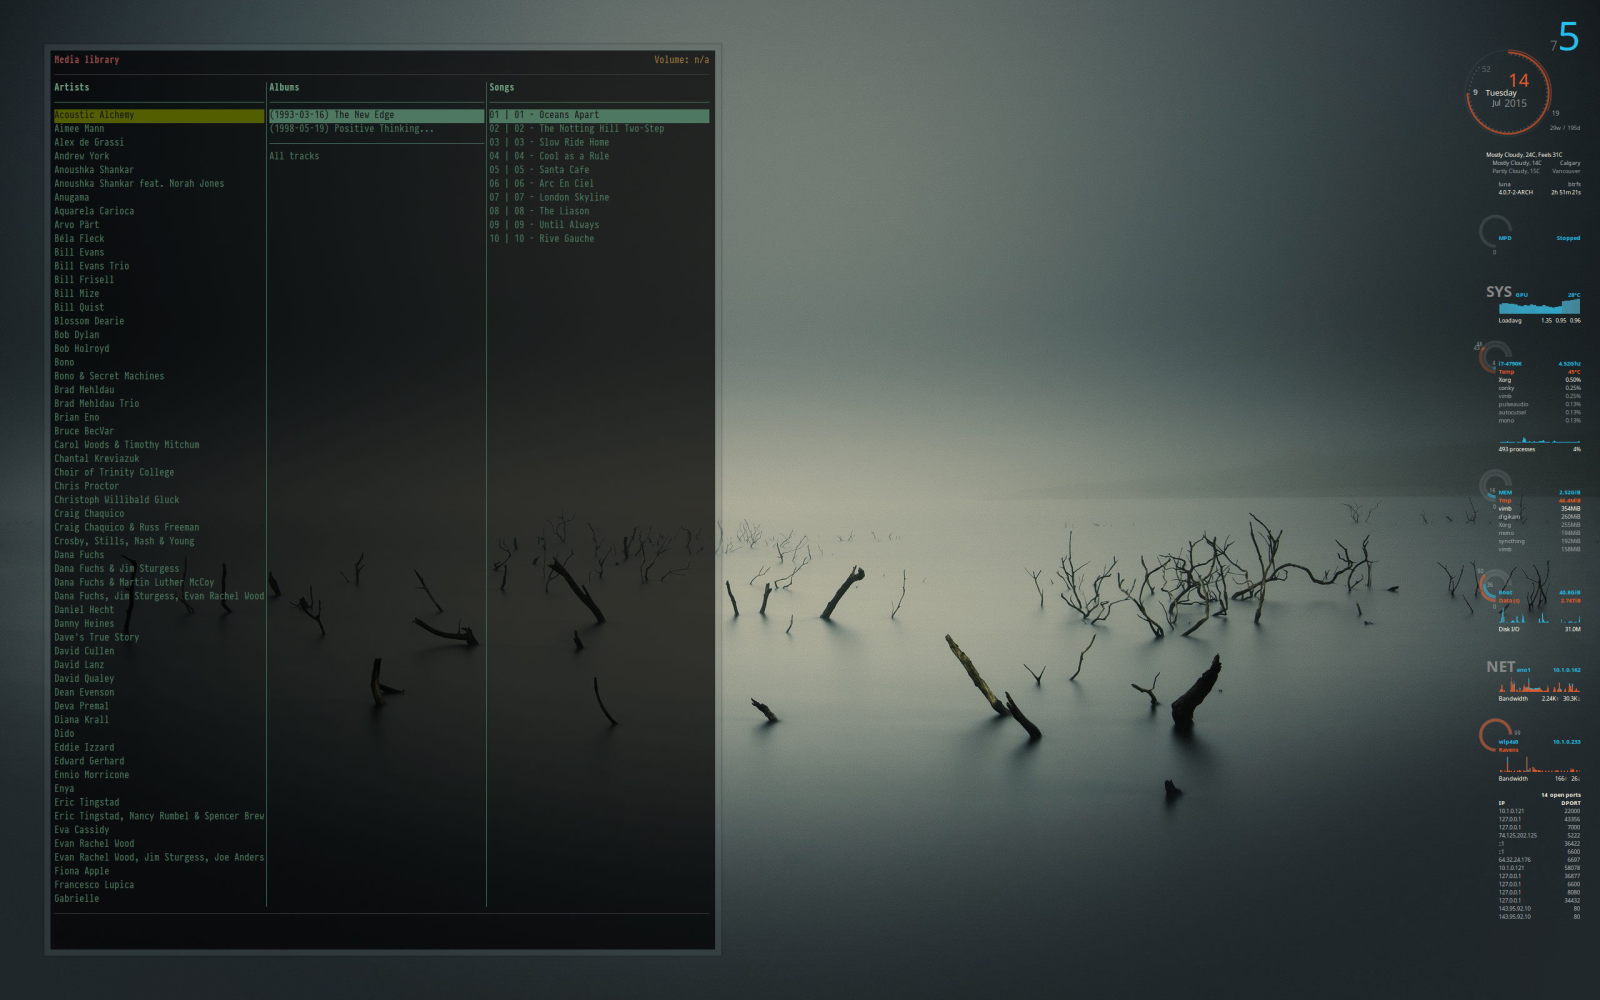 Media library Volume: n/a
Artists Albums Songs
Acoustic Alchemy
Aimee Mann
Alex de Grassi
Andrew York
Anoushka Shankar
Anoushka Shankar feat. Norah Jones
Anugama
Aquarela Carioca
Arvo Pärt
Béla Fleck
Bill Evans
Bill Evans Trio
Bill Frisell
Bill Mize
Bill Quist
Blossom Dearie
Bob Dylan
Bob Holroyd
Bono
Bono & Secret Machines
Brad Mehldau
Brad Mehldau Trio
Brian Eno
Bruce BecVar
Carol Woods & Timothy Mitchum
Chantal Kreviazuk
Choir of Trinity College
Chris Proctor
Christoph Willibald Gluck
Craig Chaquico
Craig Chaquico & Russ Freeman
Crosby, Stills, Nash & Young
Dana Fuchs
Dana Fuchs & Jim Sturgess
Dana Fuchs & Martin Luther McCoy
Dana Fuchs, Jim Sturgess, Evan Rachel Wood
Daniel Hecht
Danny Heines
Dave's True Story
David Cullen
David Lanz
David Qualey
Dean Evenson
Deva Premal
Diana Krall
Dido
Eddie Izzard
Edward Gerhard
Ennio Morricone
Enya
Eric Tingstad
Eric Tingstad, Nancy Rumbel & Spencer Brew
Eva Cassidy
Evan Rachel Wood
Evan Rachel Wood, Jim Sturgess, Joe Anders
Fiona Apple
Francesco Lupica
Gabrielle
(1993-03-16) The New Edge
(1998-05-19) Positive Thinking...
All tracks
01 | 01 - Oceans Apart
02 | 02 - The Notting Hill Two-Step
03 | 03 - Slow Ride Home
04 | 04 - Cool as a Rule
05 | 05 - Santa Cafe
06 | 06 - Arc En Ciel
07 | 07 - London Skyline
08 | 08 - The Liason
09 | 09 - Until Always
10 | 10 - Rive Gauche
7 5
52
14
9 Tuesday
Jul 2015
19
29w / 195d
Mostly Cloudy, 24C, Feels 31C
Mostly Cloudy, 14C Calgary
Partly Cloudy, 15C Vancouver
luna btrfs
4.0.7-2-ARCH 2h 51m 21s
MPD Stopped
0
SYS GPU 28°C
Loadavg 1.35 0.95 0.96
i7-4790K 4.52Ghz
Temp 45°C
Xorg 0.50%
conky 0.25%
vimb 0.25%
pulseaudio 0.13%
autocutsel 0.13%
mono 0.13%
493 processes 4%
16
MEM 2.52GiB
Tmp
0
vimb 354MiB
digikam 260MiB
Xorg 255MiB
mono 194MiB
syncthing 192MiB
vimb 158MiB
Boot 40.8GiB
Data(s) 2.74TiB
0
Disk I/O 31.0M
NET eno1 10.1.0.162
Bandwidth 2.24K↑ 30.3K↓
99
wlp4s0 10.1.0.233
Ravens
Bandwidth 166↑ 26↓
14 open ports
IP DPORT
10.1.0.121 22000
127.0.0.1 43356
127.0.0.1 7000
74.125.202.125 5222
::1 36422
::1 6600
64.32.24.176 6697
10.1.0.121 58078
127.0.0.1 36877
127.0.0.1 6600
127.0.0.1 8080
127.0.0.1 34432
143.95.92.10 80
143.95.92.10 80